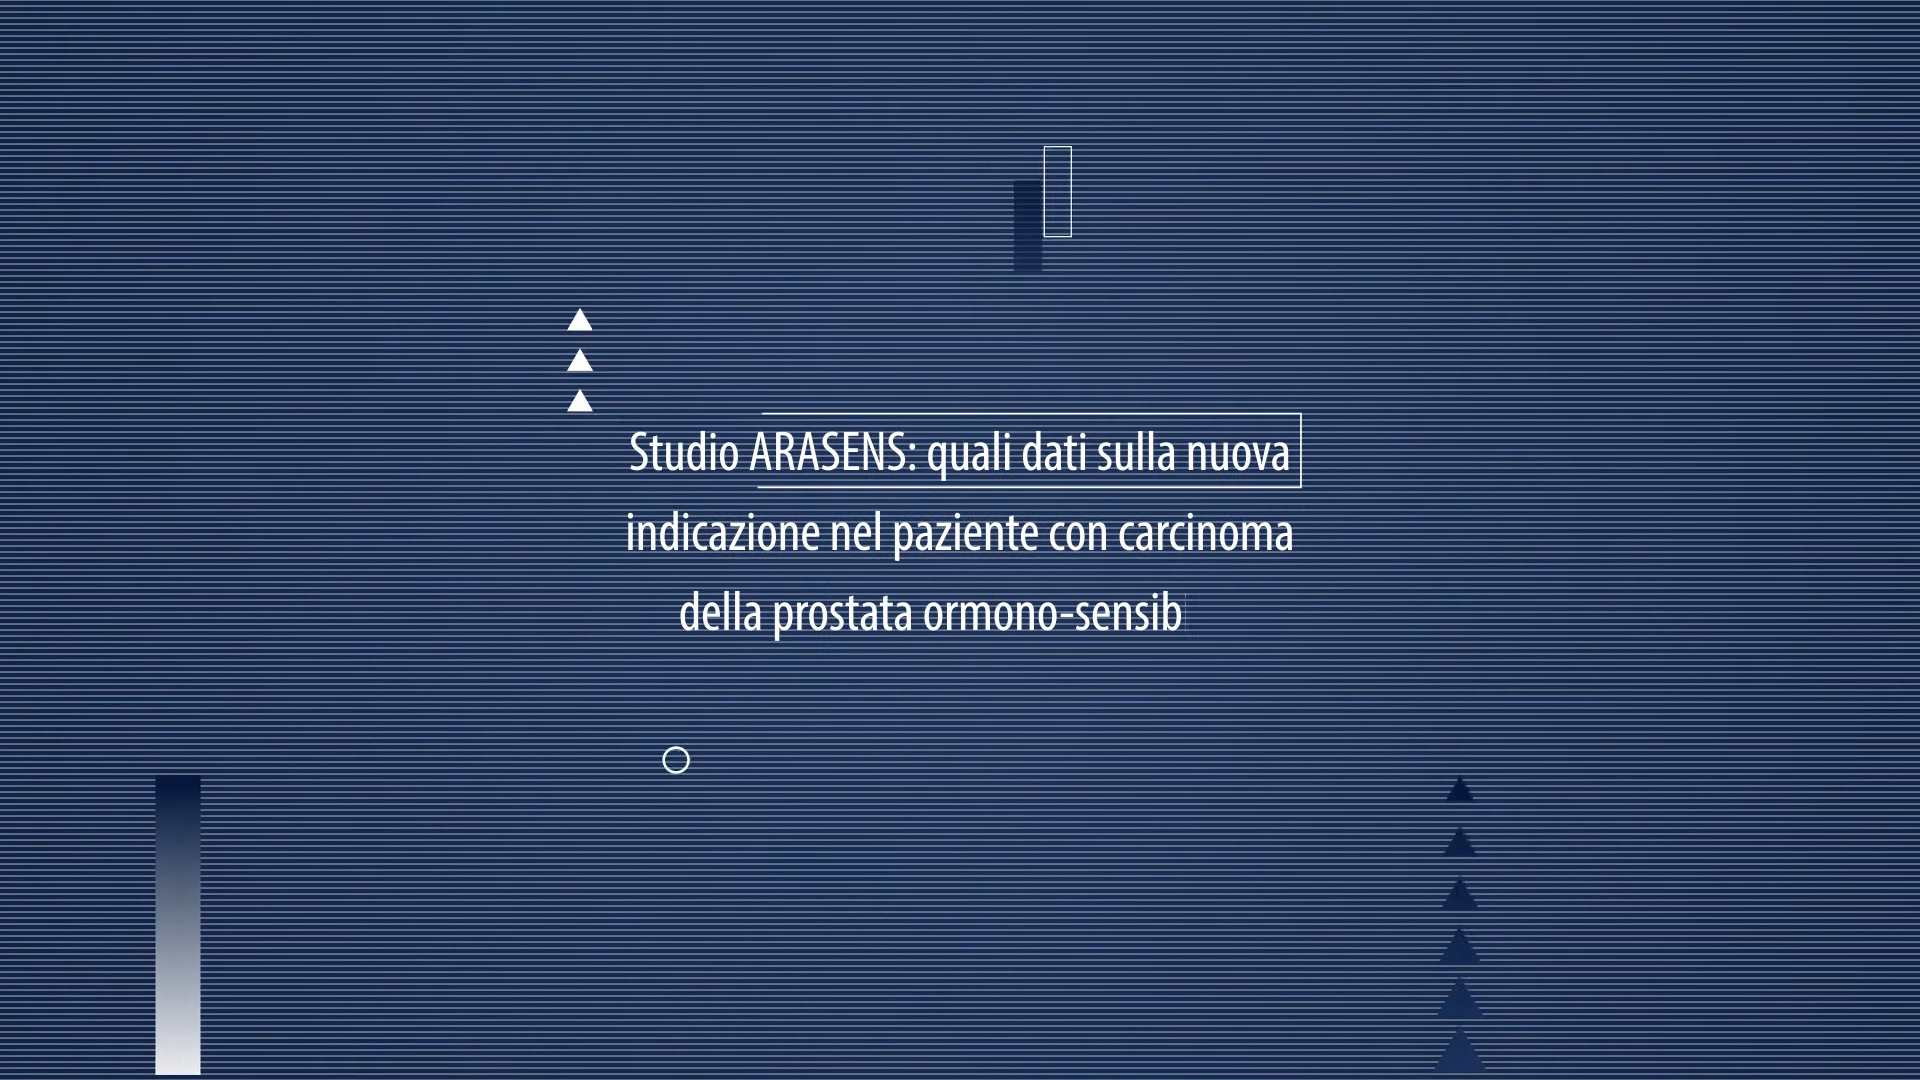 Studio ARASENS: quali dati sulla nuova
indicazione nel paziente con carcinoma
della prostata ormono-sensib